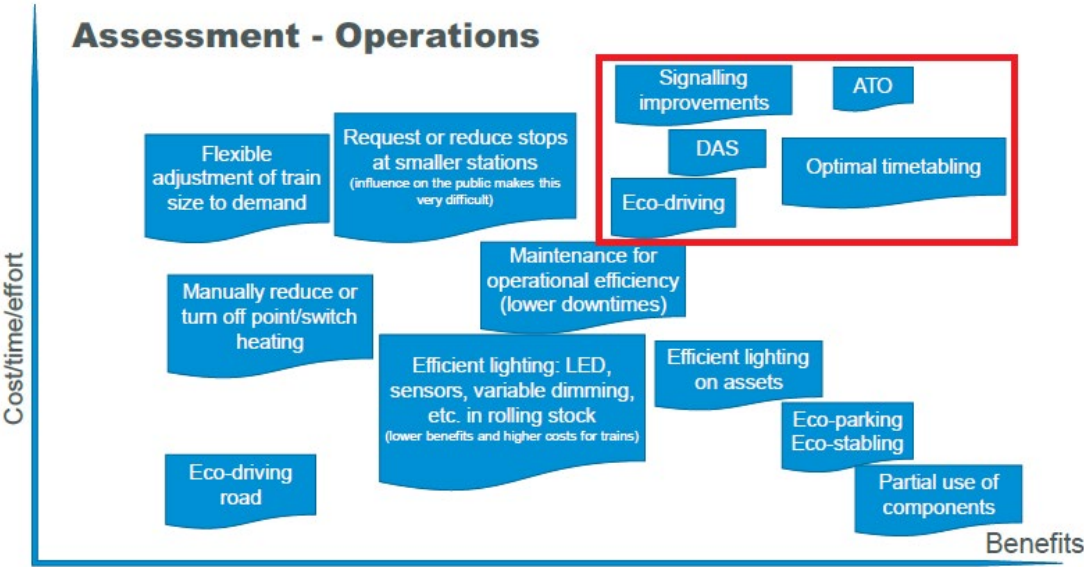 Assessment - Operations
Signalling
improvements
ATO
Request or reduce stops
at smaller stations
(influence on the public makes this
very difficult)
Flexible
adjustment of train
size to demand
DAS
Optimal timetabling
Eco-driving
Maintenance for
operational efficiency
(lower downtimes)
Manually reduce or
turn off point/switch
heating
Efficient lighting: LED,
sensors, variable dimming,
etc. in rolling stock
(lower benefits and higher costs for trains)
Efficient lighting
on assets
Eco-parking
Eco-stabling
Eco-driving
road
Partial use of
components
Cost/time/effort
Benefits